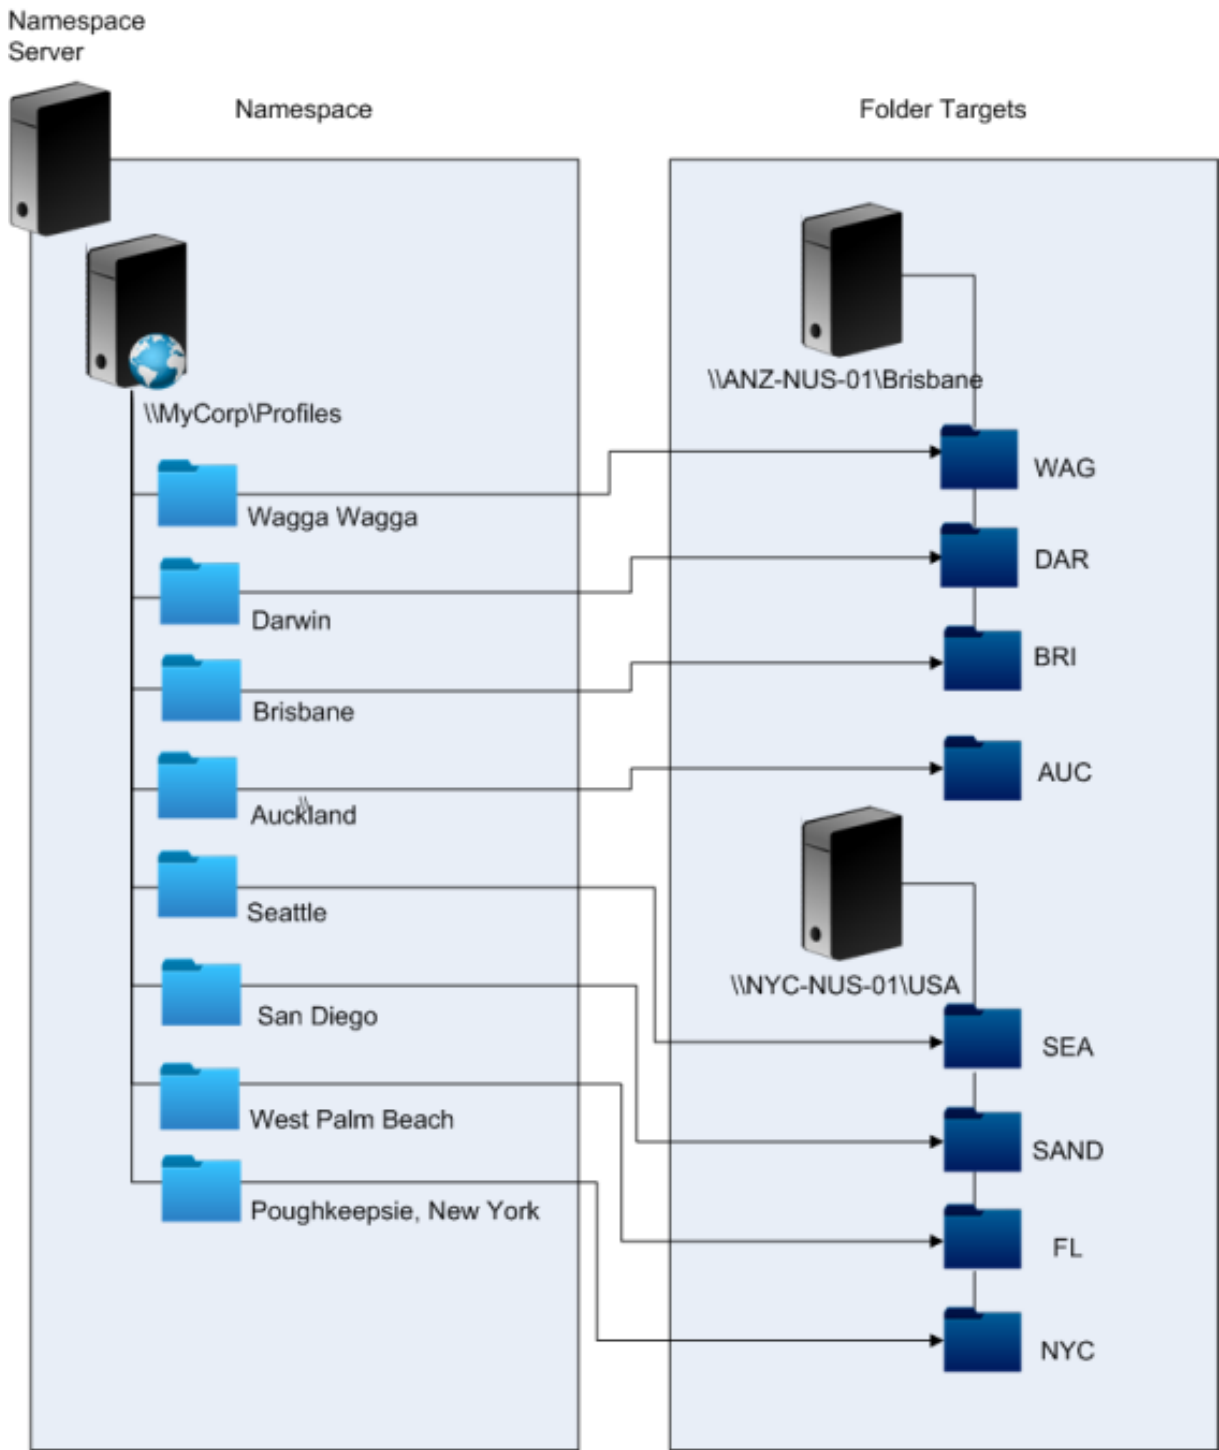 Namespace
Server
Namespace
Folder Targets
\\MyCorp\Profiles
Wagga Wagga
Darwin
Brisbane
Auckland
\\
Seattle
San Diego
West Palm Beach
Poughkeepsie, New York
\\ANZ-NUS-01\Brisbane
WAG
DAR
BRI
AUC
\\NYC-NUS-01\USA
SEA
SAND
FL
NYC